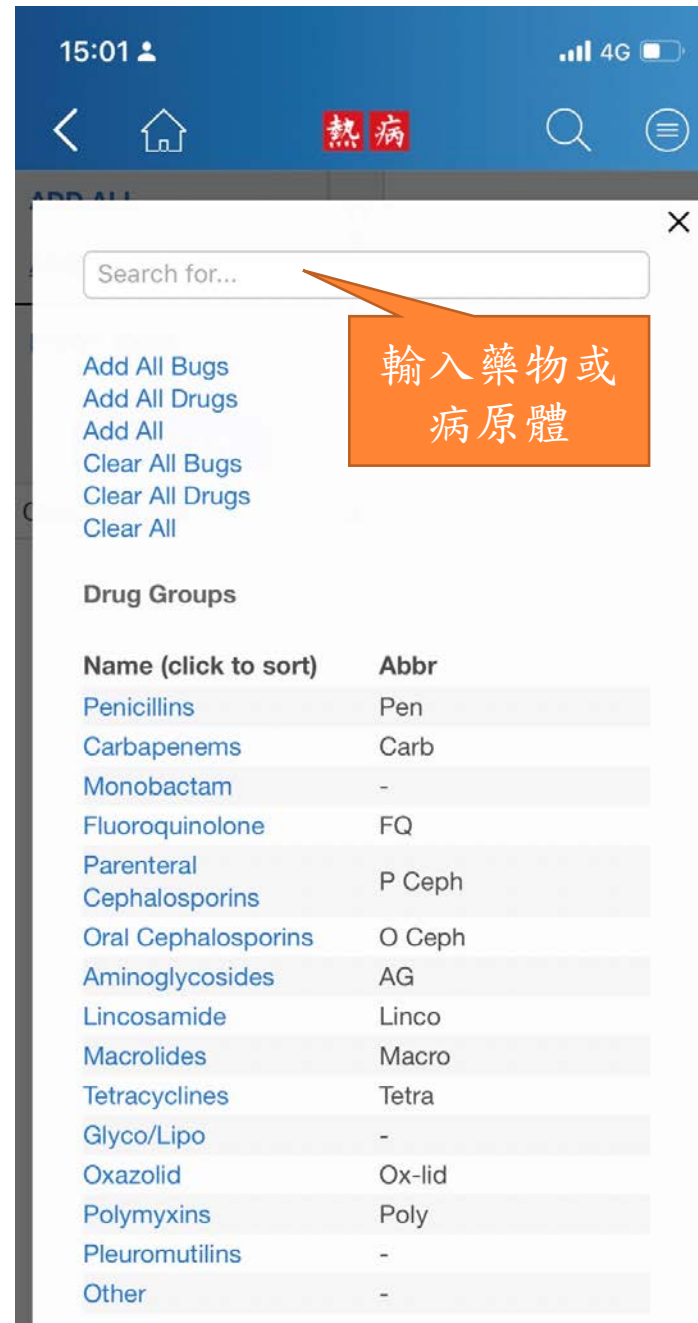 15:01
4G
熱病
ADD ALL
Search for...
輸入藥物或
病原體
Add All Bugs
Add All Drugs
Add All
Clear All Bugs
Clear All Drugs
Clear All
Drug Groups
Name (click to sort) Abbr
Penicillins Pen
Carbapenems Carb
Monobactam -
Fluoroquinolone FQ
Parenteral
Cephalosporins P Ceph
Oral Cephalosporins O Ceph
Aminoglycosides AG
Lincosamide Linco
Macrolides Macro
Tetracyclines Tetra
Glyco/Lipo -
Oxazolid Ox-lid
Polymyxins Poly
Pleuromutilins -
Other -